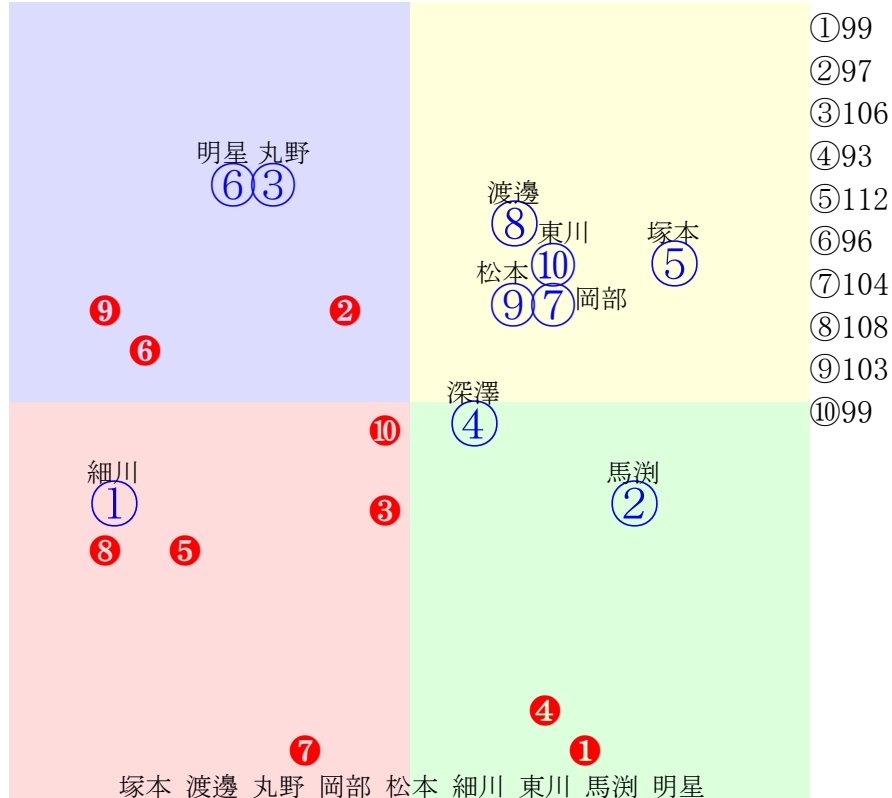 ①99
②97
③106
④93
⑤112
⑥96
⑦104
⑧108
⑨103
⑩99
明星 丸野
⑥③
渡邊
⑧
東川
⑩
塚本
⑤
松本
⑨⑦岡部
❾
❷
❻
深澤
④
❿
細川
①
馬渕
②
❸
❽
❺
❹
❼
❶
塚本 渡邊 丸野 岡部 松本 細川 東川 馬渕 明星